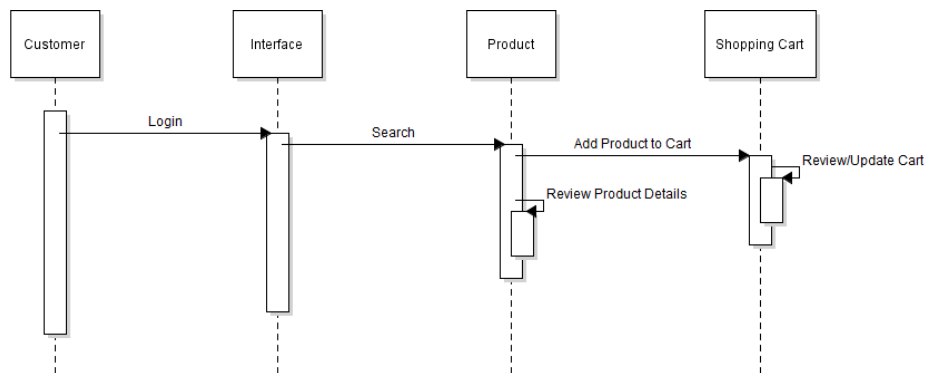 Customer
Interface
Product
Shopping Cart
Login
Search
Add Product to Cart
Review/Update Cart
Review Product Details